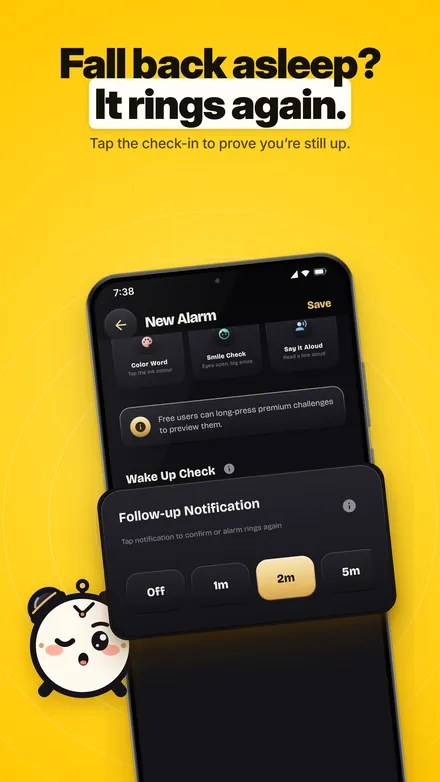 Fall back asleep?
It rings again.
Tap the check-in to prove you're still up.
7:38
New Alarm
Save
Color Word
Tap the ink colour
Smile Check
Eyes open, big smile
Say it Aloud
Read a line aloud
Free users can long-press premium challenges
to preview them.
Wake Up Check
Follow-up Notification
Tap notification to confirm or alarm rings again
Off
1m
2m
5m